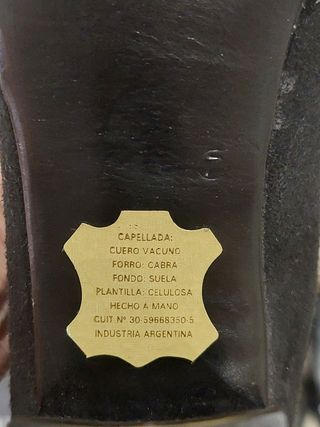 CAPELLADA:
CUERO VACUNO
FORRO: CABRA
FONDO: SUELA
PLANTILLA: CELULOSA
HECHO A MANO
CUIT Nº 30-59668350-5
INDUSTRIA ARGENTINA